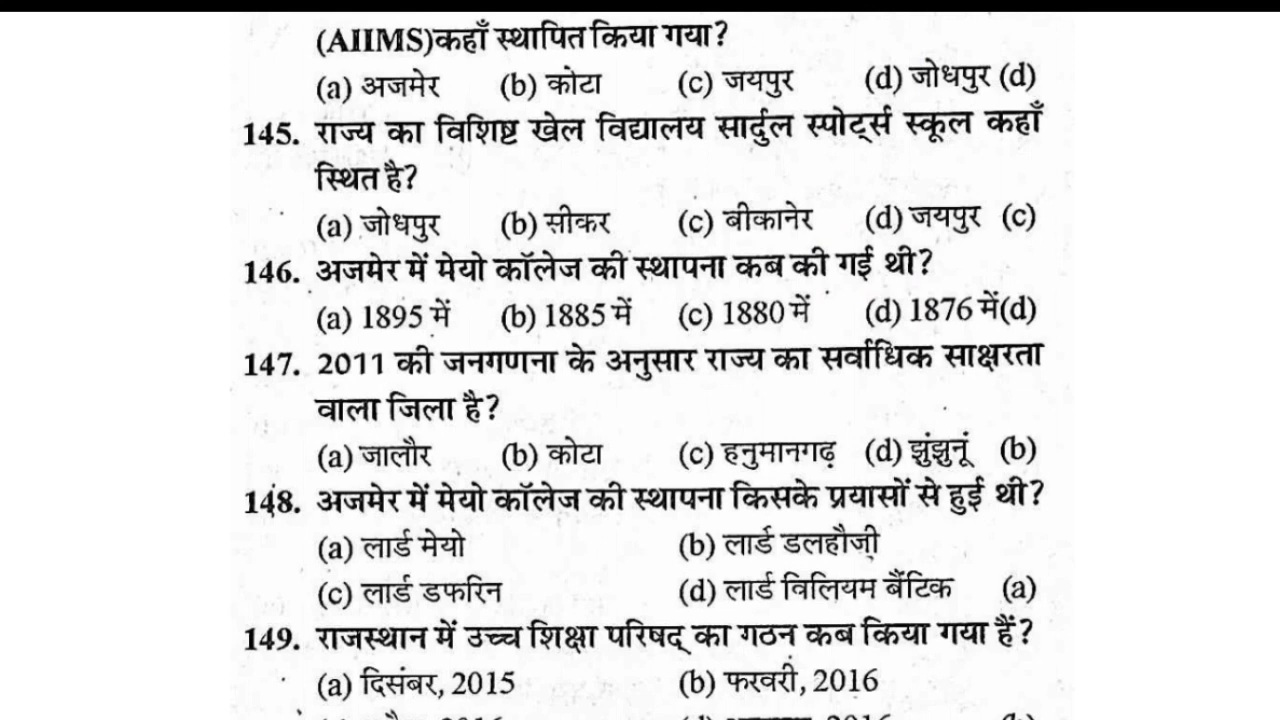 (AIIMS)कहाँ स्थापित किया गया?
(a) अजमेर (b) कोटा (c) जयपुर (d) जोधपुर (d)
145. राज्य का विशिष्ट खेल विद्यालय सार्दुल स्पोर्ट्स स्कूल कहाँ
स्थित है?
(a) जोधपुर (b) सीकर (c) बीकानेर (d) जयपुर (c)
146. अजमेर में मेयो कॉलेज की स्थापना कब की गई थी?
(a) 1895 में (b) 1885 में (c) 1880 में (d) 1876 में(d)
147. 2011 की जनगणना के अनुसार राज्य का सर्वाधिक साक्षरता
वाला जिला है?
(a) जालौर (b) कोटा (c) हनुमानगढ़ (d) झुंझुनूं (b)
148. अजमेर में मेयो कॉलेज की स्थापना किसके प्रयासों से हुई थी?
(a) लार्ड मेयो (b) लार्ड डलहौजी
(c) लार्ड डफरिन (d) लार्ड विलियम बैंटिक (a)
149. राजस्थान में उच्च शिक्षा परिषद् का गठन कब किया गया हैं?
(a) दिसंबर, 2015 (b) फरवरी, 2016